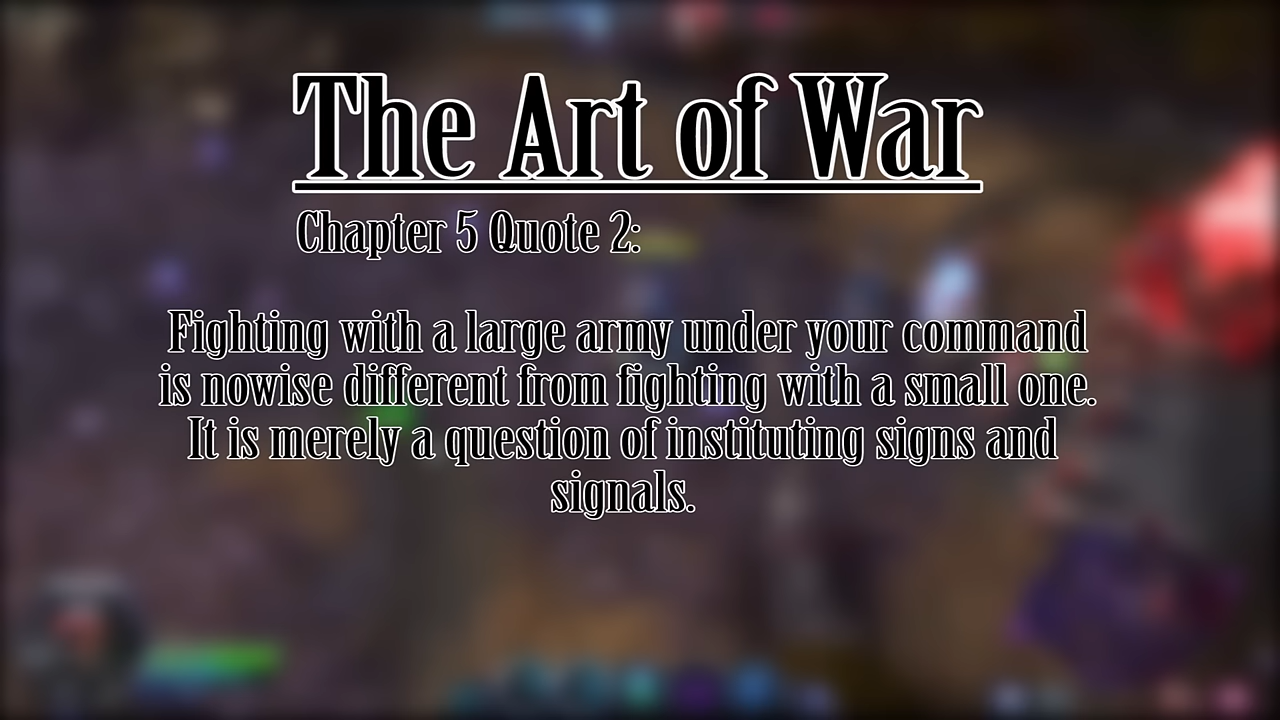 The Art of War
Chapter 5 Quote 2:
Fighting with a large army under your command
is nowise different from fighting with a small one.
It is merely a question of instituting signs and
signals.